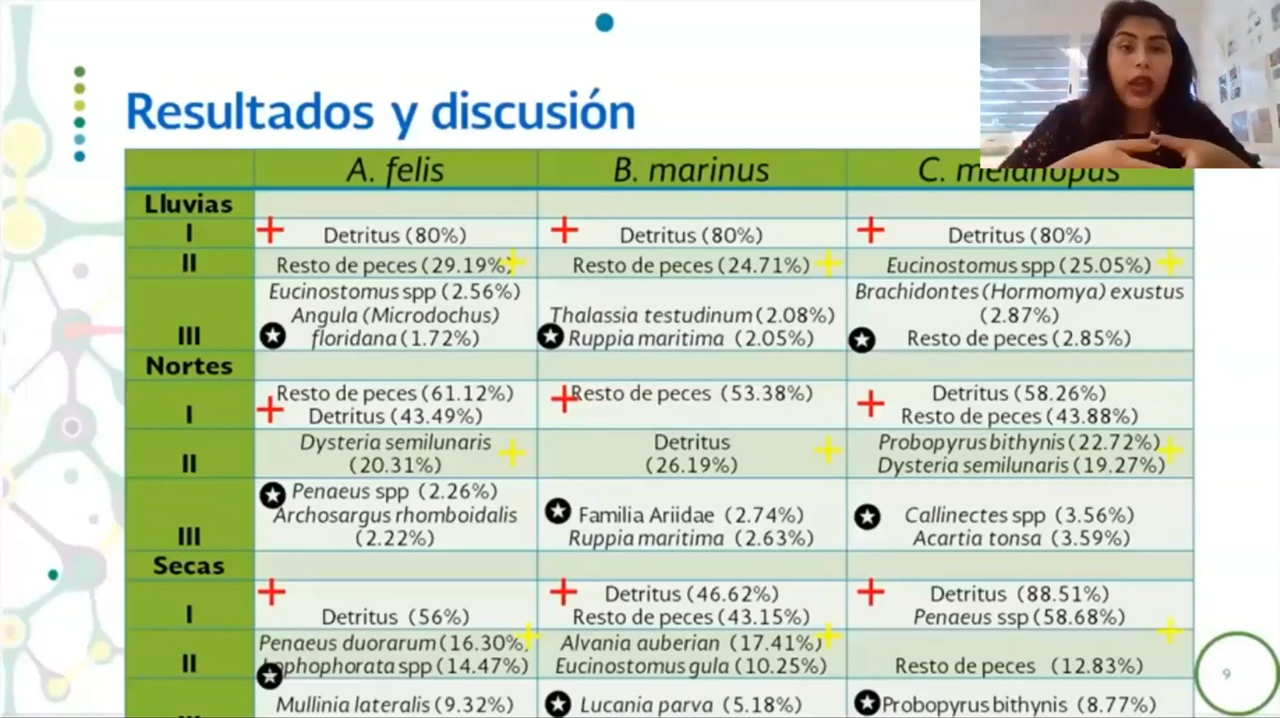 Resultados y discusión
A. felis B. marinus C. melanopus
Lluvias
I Detritus (80%) Detritus (80%) Detritus (80%)
II Resto de peces (29.19%) Resto de peces (24.71%) Eucinostomus spp (25.05%)
Eucinostomus spp (2.56%)
Angula (Microdochus)
floridana (1.72%)
Thalassia testudinum (2.08%)
Ruppia maritima (2.05%)
Brachidontes (Hormomya) exustus
(2.87%)
Resto de peces (2.85%)
III
Nortes
I
Resto de peces (61.12%)
Detritus (43.49%)
Resto de peces (53.38%)
Detritus (58.26%)
Resto de peces (43.88%)
II
Dysteria semilunaris
(20.31%)
Detritus
(26.19%)
Probopyrus bithynis (22.72%)
Dysteria semilunaris (19.27%)
III
Penaeus spp (2.26%)
Archosargus rhomboidalis
(2.22%)
Familia Ariidae (2.74%)
Ruppia maritima (2.63%)
Callinectes spp (3.56%)
Acartia tonsa (3.59%)
Secas
I
Detritus (56%)
Detritus (46.62%)
Resto de peces (43.15%)
Detritus (88.51%)
Penaeus ssp (58.68%)
II
Penaeus duorarum (16.30%)
spp (14.47%)
Alvania auberian (17.41%)
Eucinostomus gula (10.25%)
Resto de peces (12.83%)
Mullinia lateralis (9.32%)
Lucania parva (5.18%)
Probopyrus bithynis (8.77%)
9